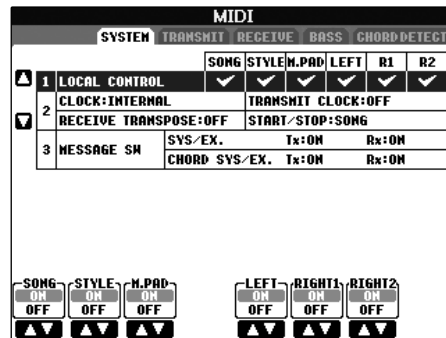 MIDI
SYSTEM TRANSMIT RECEIVE BASS CHORD DETECT
SONG STYLE M.PAD LEFT R1 R2
1 LOCAL CONTROL
2 CLOCK:INTERNAL TRANSMIT CLOCK:OFF
RECEIVE TRANSPOSE:OFF START/STOP:SONG
3 MESSAGE SW SYS/EX. Tx:ON Rx:ON
CHORD SYS/EX. Tx:ON Rx:ON
SONG STYLE M.PAD LEFT RIGHT1 RIGHT2
ON ON ON ON ON ON
OFF OFF OFF OFF OFF OFF